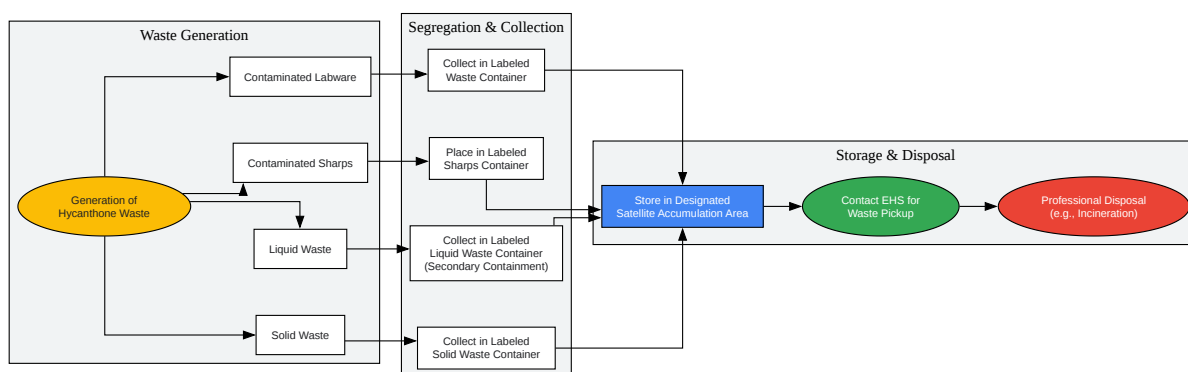 Waste Generation
Contaminated Labware
Contaminated Sharps
Generation of
Hycanthone Waste
Liquid Waste
Solid Waste
Segregation & Collection
Collect in Labeled
Waste Container
Place in Labeled
Sharps Container
Collect in Labeled
Liquid Waste Container
(Secondary Containment)
Collect in Labeled
Solid Waste Container
Storage & Disposal
Store in Designated
Satellite Accumulation Area
Contact EHS for
Waste Pickup
Professional Disposal
(e.g., Incineration)